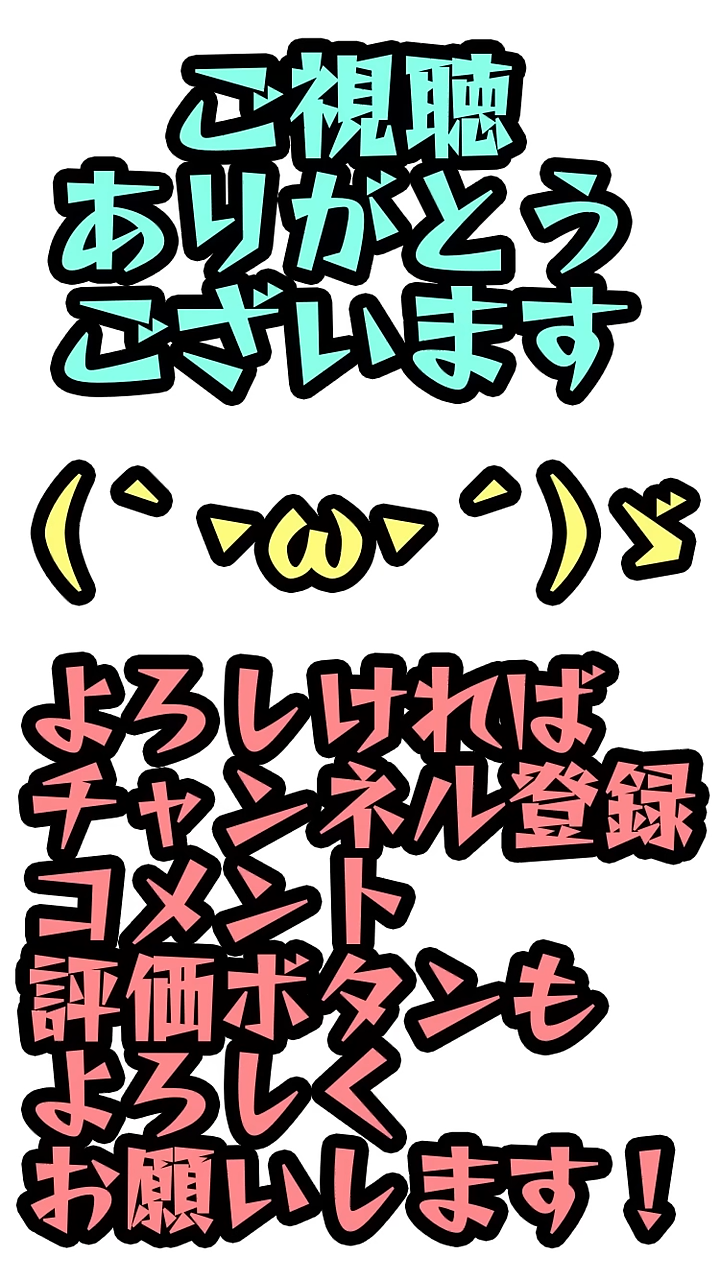 ご視聴
ありがとう
ございます
(｀・ω・´)ゞ
よろしければ
チャンネル登録
コメント
評価ボタンも
よろしく
お願いします！